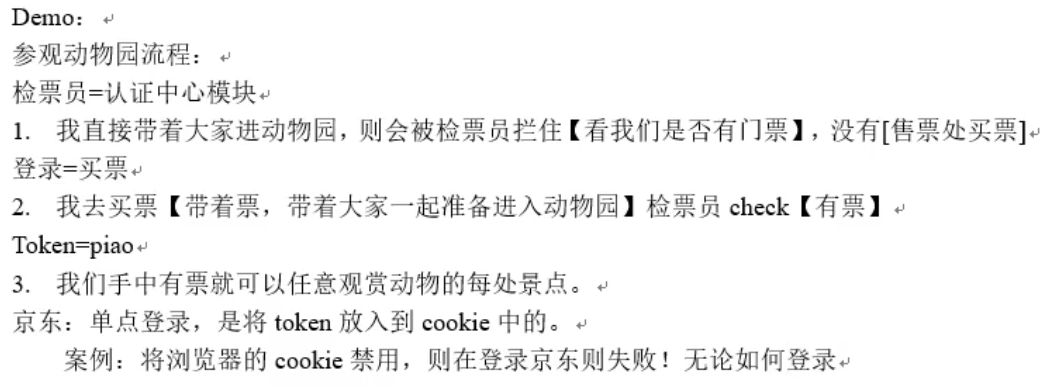 Demo：
参观动物园流程：
检票员=认证中心模块
1. 我直接带着大家进动物园，则会被检票员拦住【看我们是否有门票】，没有[售票处买票]
登录=买票
2. 我去买票【带着票，带着大家一起准备进入动物园】检票员 check【有票】
Token=piao
3. 我们手中有票就可以任意观赏动物的每处景点。
京东：单点登录，是将 token 放入到 cookie 中的。
案例：将浏览器的 cookie 禁用，则在登录京东则失败！无论如何登录